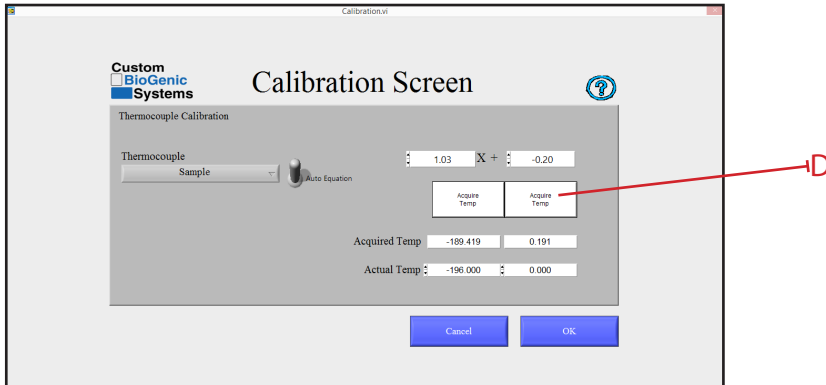 Calibration.vi
Custom
BioGenic
Systems
Calibration Screen
?
Thermocouple Calibration
Thermocouple
Sample
Auto Equation
1.03 X + -0.20
Acquire Temp
Acquire Temp
Acquired Temp -189.419 0.191
Actual Temp -196.000 0.000
Cancel OK
D